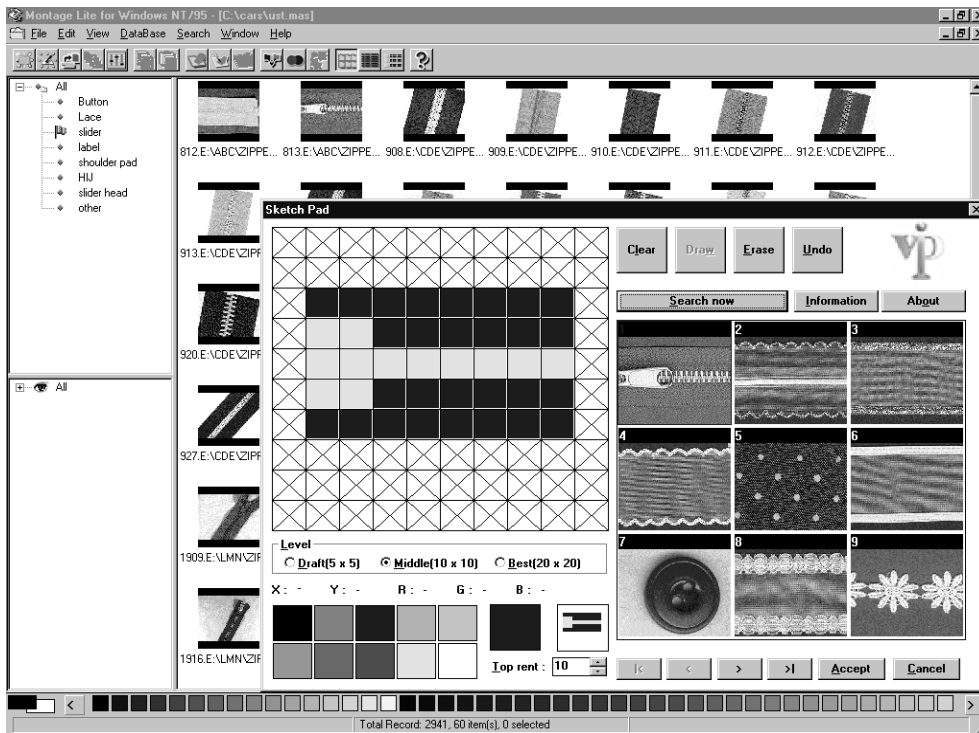 Montage Lite for Windows NT/95 - [C:\cars\ust.mas]
File Edit View DataBase Search Window Help
All
Button
Lace
slider
label
shoulder pad
HIJ
slider head
other
All
812.E:\ABC\ZIPPE... 813.E:\ABC\ZIPPE... 908.E:\CDE\ZIPPE... 909.E:\CDE\ZIPPE... 910.E:\CDE\ZIPPE... 911.E:\CDE\ZIPPE... 912.E:\CDE\ZIPPE...
913.E:\CDE\ZIPF
920.E:\CDE\ZIPF
927.E:\CDE\ZIPF
1909.E:\LMN\ZIF
1916.E:\LMN\ZIF
Sketch Pad
Clear Draw Erase Undo
vip
Search now Information About
1 2 3
4 5 6
7 8 9
Level
Draft(5 x 5) Middle(10 x 10) Best(20 x 20)
X : - Y : - R : - G : - B : -
Top rent : 10
|< < > >| Accept Cancel
Total Record: 2941, 60 item(s), 0 selected